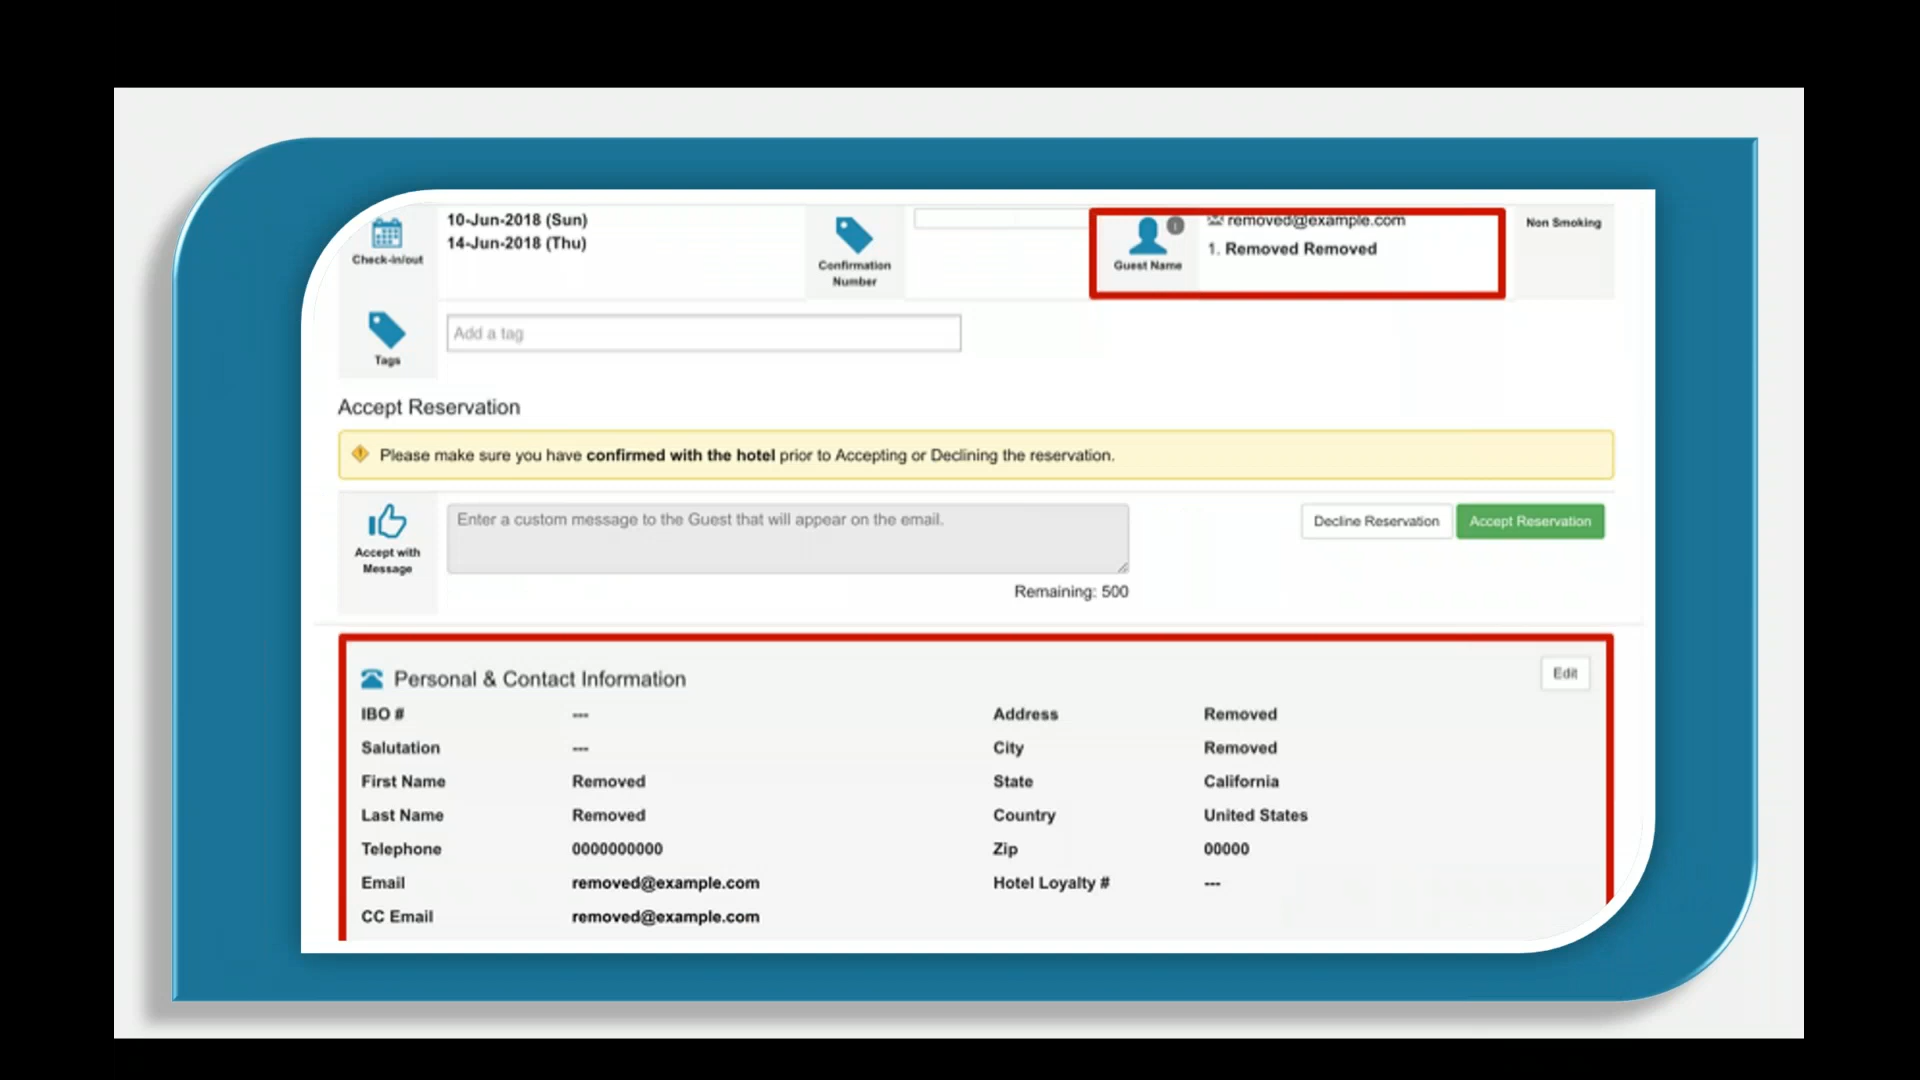 10-Jun-2018 (Sun)
14-Jun-2018 (Thu)
Check-in/out
Confirmation
Number
Guest Name
removed@example.com
1. Removed Removed
Non Smoking
Tags
Add a tag
Accept Reservation
Please make sure you have confirmed with the hotel prior to Accepting or Declining the reservation.
Accept with
Message
Enter a custom message to the Guest that will appear on the email.
Remaining: 500
Decline Reservation
Accept Reservation
Personal & Contact Information
Edit
IBO # --- Address Removed
Salutation --- City Removed
First Name Removed State California
Last Name Removed Country United States
Telephone 0000000000 Zip 00000
Email removed@example.com Hotel Loyalty # ---
CC Email removed@example.com